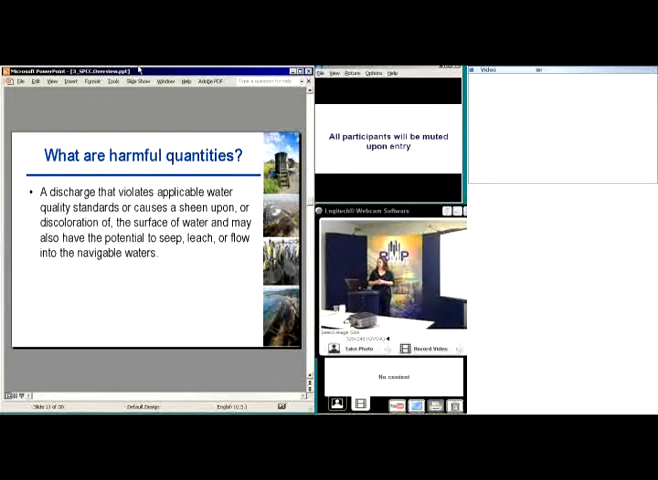 Microsoft PowerPoint - [3_SPCC.Overview.ppt]
File Edit View Insert Format Tools Slide Show Window Help Adobe PDF
Type a question for help
What are harmful quantities?
• A discharge that violates applicable water
quality standards or causes a sheen upon, or
discoloration of, the surface of water and may
also have the potential to seep, leach, or flow
into the navigable waters.
Default Design
English (U.S.)
File View Picture Options Help
All participants will be muted
upon entry
Logitech® Webcam Software
Select Image Size
Take Photo
Record Video
No content
You Tube
Video